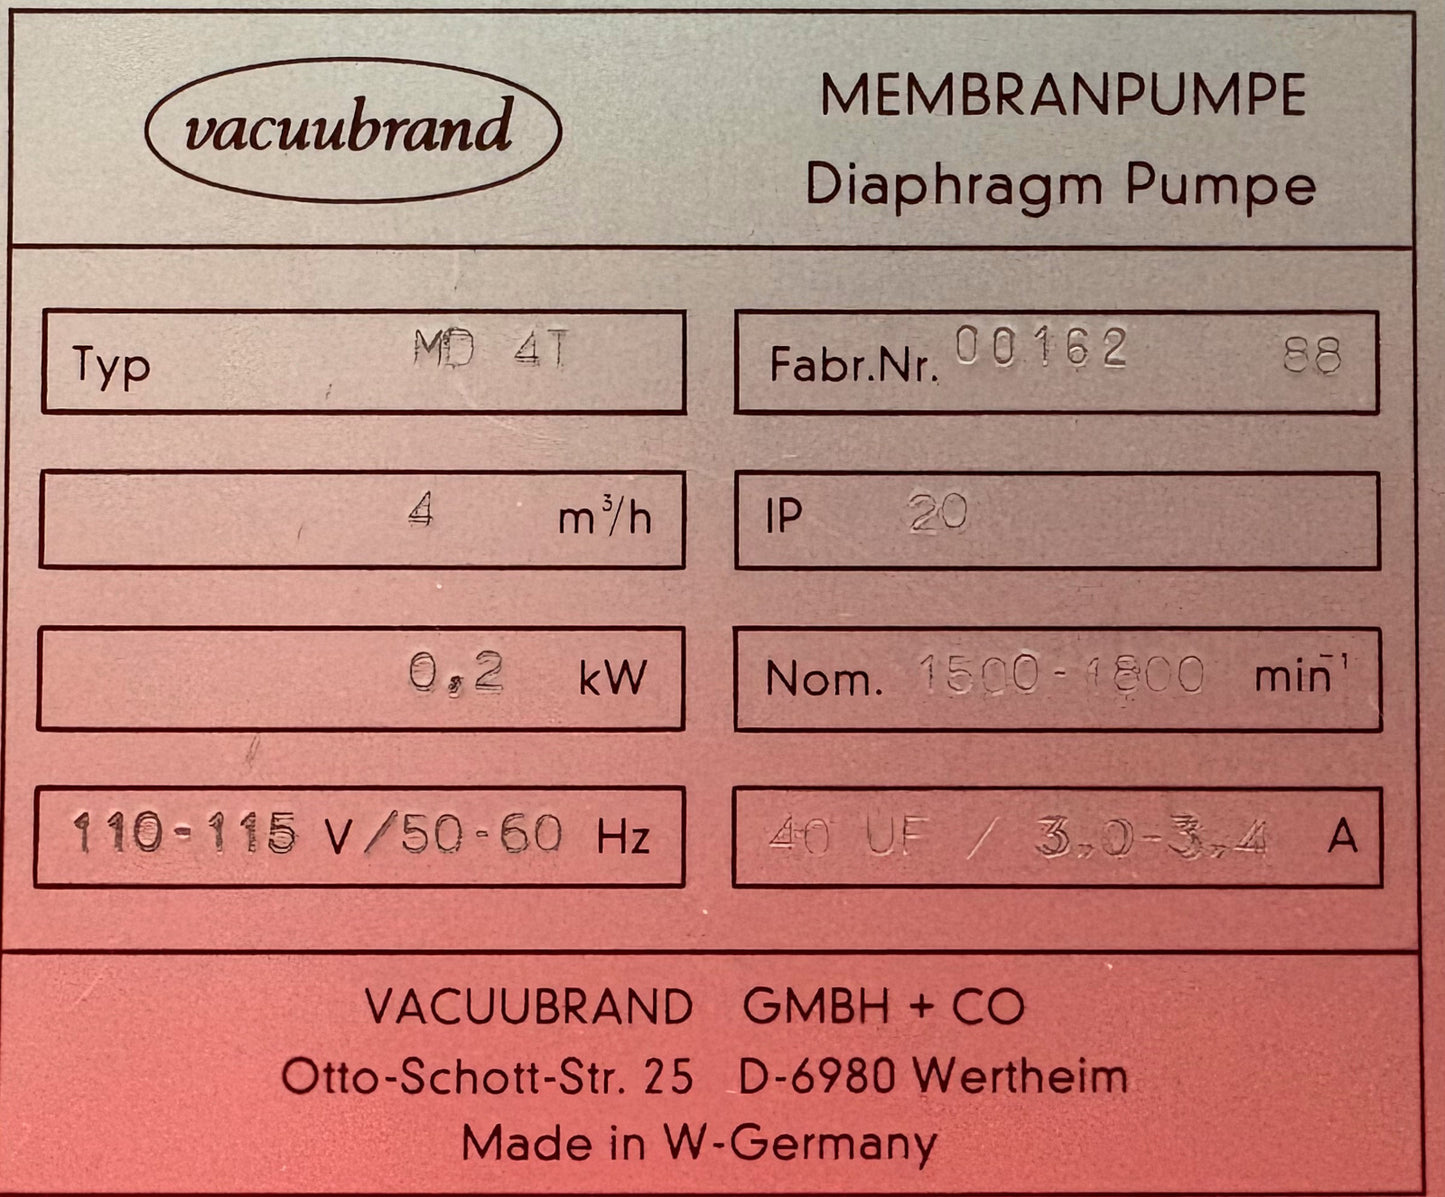 vacuubrand
MEMBRANPUMPE
Diaphragm Pumpe
Typ MD 4T
Fabr.Nr. 00162 88
4 m³/h
IP 20
0,2 kW
Nom. 1500-1800 min⁻¹
110-115 V/50-60 Hz
40 UF / 3,0-3,4 A
VACUUBRAND GMBH + CO
Otto-Schott-Str. 25 D-6980 Wertheim
Made in W-Germany